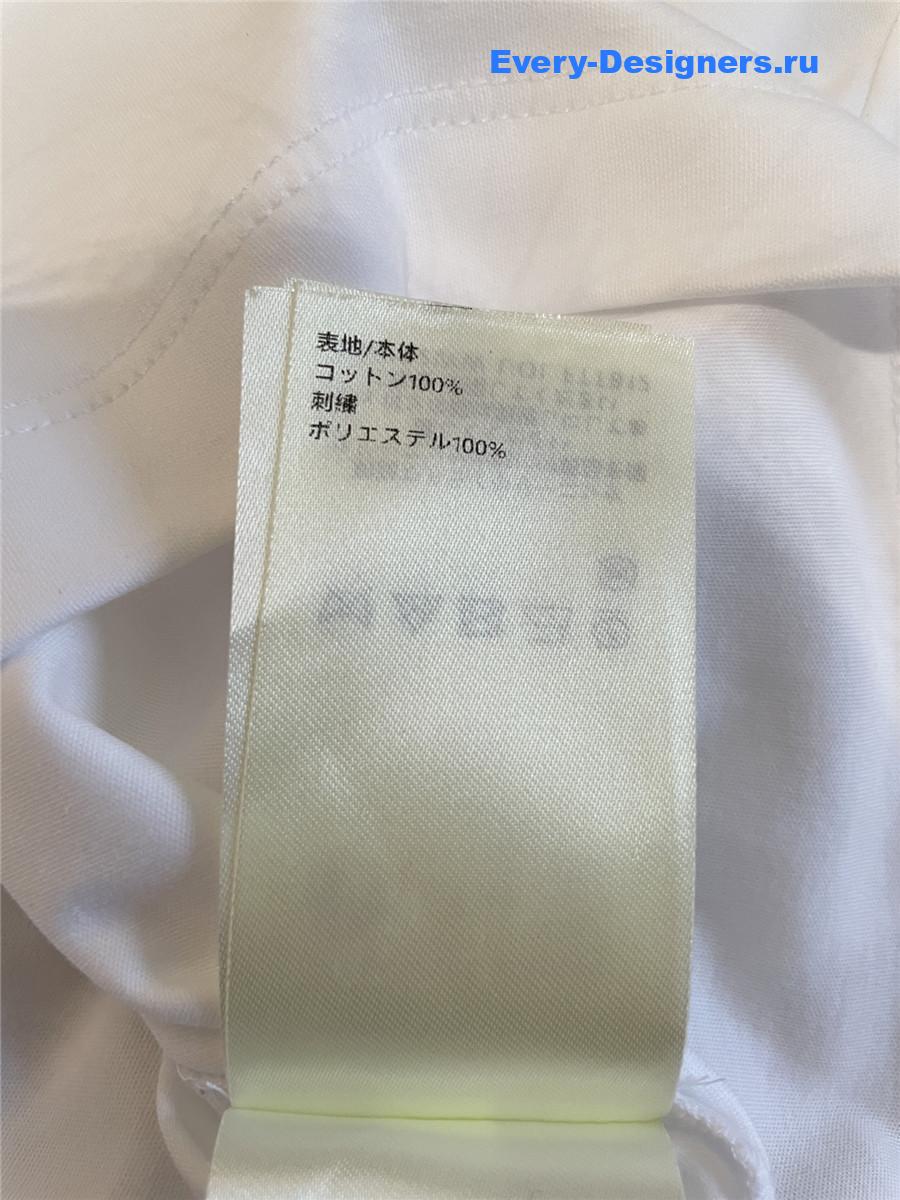 Every-Designers.ru
表地/本体
コットン100%
刺繍
ポリエステル100%